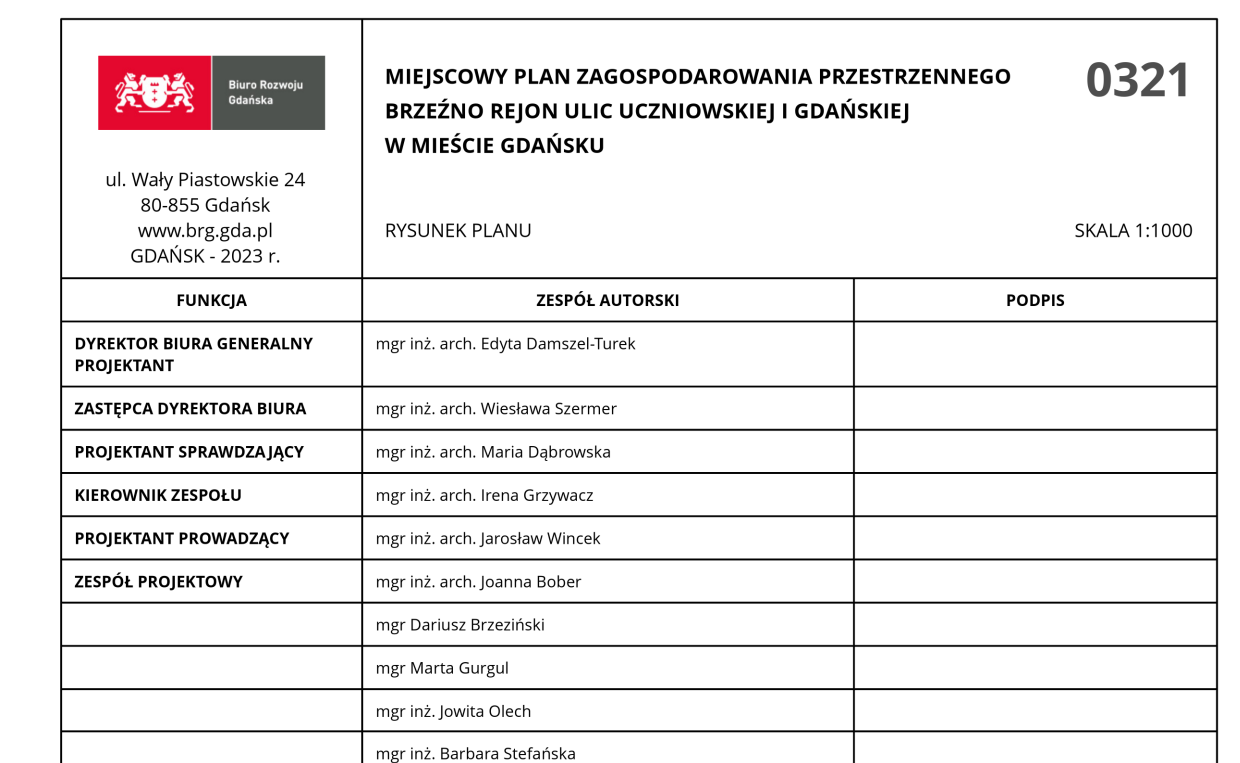 Biuro Rozwoju
Gdańska
ul. Wały Piastowskie 24
80-855 Gdańsk
www.brg.gda.pl
GDAŃSK - 2023 r.
MIEJSCOWY PLAN ZAGOSPODAROWANIA PRZESTRZENNEGO
BRZEŹNO REJON ULIC UCZNIOWSKIEJ I GDAŃSKIEJ
W MIEŚCIE GDAŃSKU
0321
RYSUNEK PLANU
SKALA 1:1000
FUNKCJA ZESPÓŁ AUTORSKI PODPIS
DYREKTOR BIURA GENERALNY
PROJEKTANT
mgr inż. arch. Edyta Damszel-Turek
ZASTĘPCA DYREKTORA BIURA mgr inż. arch. Wiesława Szermer
PROJEKTANT SPRAWDZAJĄCY mgr inż. arch. Maria Dąbrowska
KIEROWNIK ZESPOŁU mgr inż. arch. Irena Grzywacz
PROJEKTANT PROWADZĄCY mgr inż. arch. Jarosław Wincek
ZESPÓŁ PROJEKTOWY mgr inż. arch. Joanna Bober
mgr Dariusz Brzeziński
mgr Marta Gurgul
mgr inż. Jowita Olech
mgr inż. Barbara Stefańska